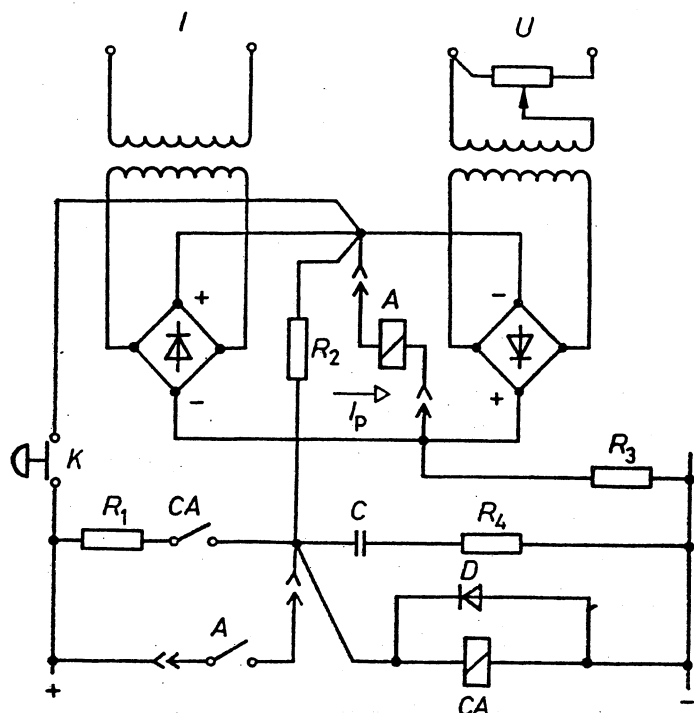 I U
+ A -
R2
- Ip +
K R3
R1 CA C R4
D
A
+ CA -